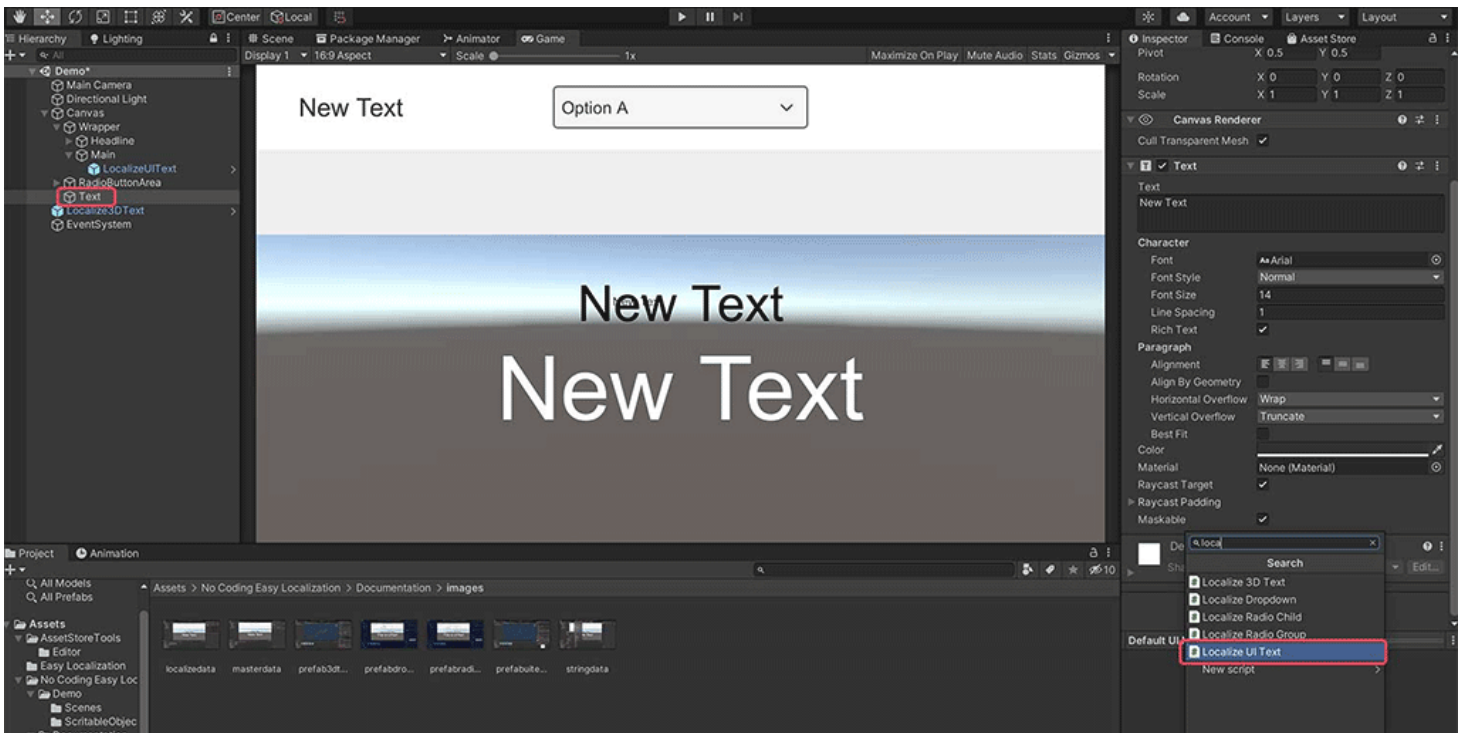 Center Local Account Layers Layout
Hierarchy Lighting
All
Demo*
Main Camera
Directional Light
Canvas
Wrapper
Headline
Main
LocalizeUIText
RadioButtonArea
Text
Localize3DText
EventSystem
Scene Package Manager Animator Game
Display 1 16:9 Aspect Scale 1x Maximize On Play Mute Audio Stats Gizmos
New Text Option A
New Text
New Text
Inspector Console Asset Store
Pivot X 0.5 Y 0.5
Rotation X 0 Y 0 Z 0
Scale X 1 Y 1 Z 1
Canvas Renderer
Cull Transparent Mesh
Text
Text
New Text
Character
Font Arial
Font Style Normal
Font Size 14
Line Spacing 1
Rich Text
Paragraph
Alignment
Align By Geometry
Horizontal Overflow Wrap
Vertical Overflow Truncate
Best Fit
Color
Material None (Material)
Raycast Target
Raycast Padding
Maskable
loca
Search
Localize 3D Text
Localize Dropdown
Localize Radio Child
Localize Radio Group
Localize UI Text
New script
Edit...
Default UI
Project Animation
10
All Models
All Prefabs
Assets
AssetStoreTools
Editor
Easy Localization
No Coding Easy Loc
Demo
Scenes
ScritableObjec
Assets > No Coding Easy Localization > Documentation > images
localizedata masterdata prefab3dt... prefabdro... prefabradi... prefabuite... stringdata